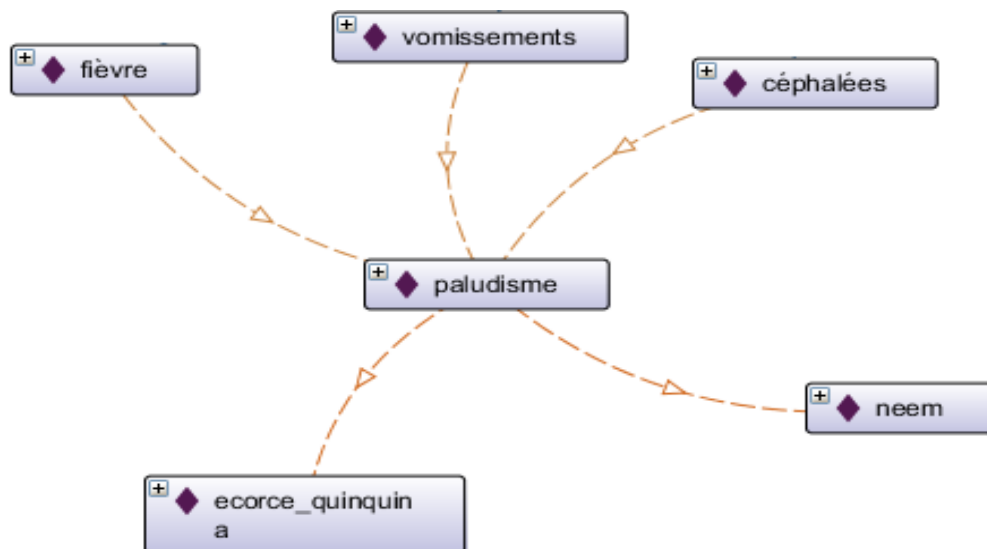 vomissements
fièvre
céphalées
paludisme
neem
ecorce_quinquin
a